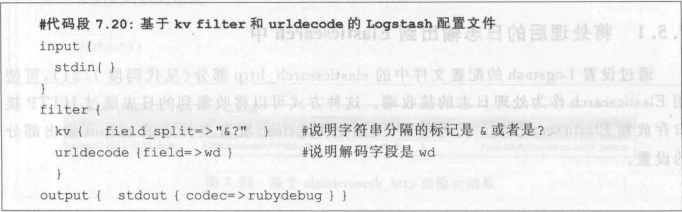 #代码段 7.20: 基于 kv filter 和 urldecode 的 Logstash 配置文件
input {
stdin{ }
}
filter{
kv { field_split=>"&?" #说明字符串分隔的标记是 & 或者是?
urldecode {field=>wd } #说明解码字段是 wd
}
output { stdout { codec=>rubydebug } }